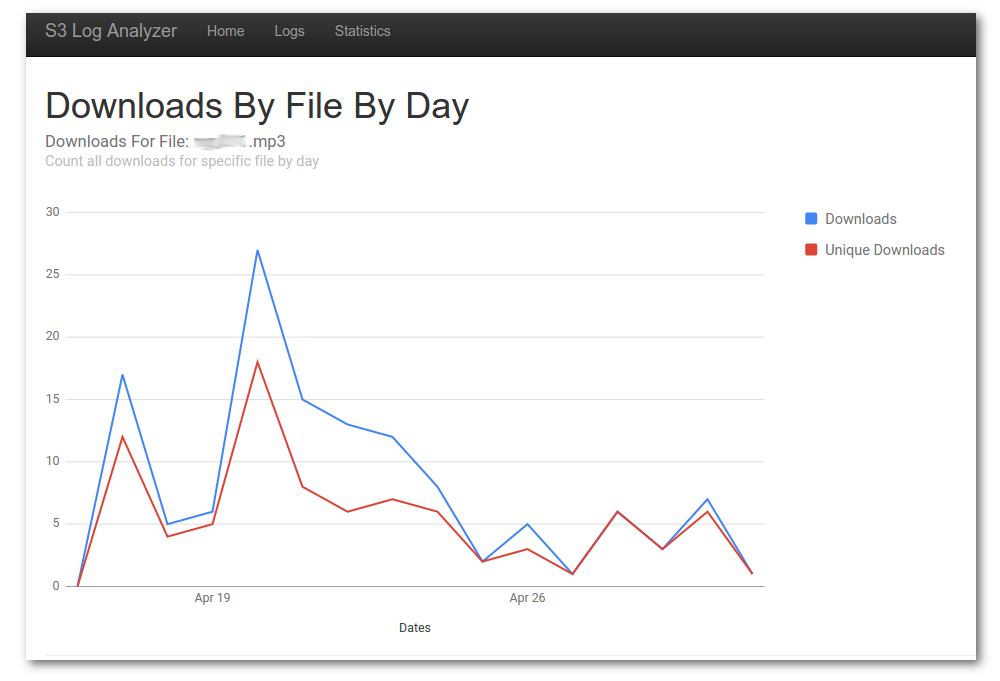 S3 Log Analyzer Home Logs Statistics
Downloads By File By Day
Downloads For File: .mp3
Count all downloads for specific file by day
30
Downloads
Unique Downloads
25
20
15
10
5
0
Apr 19 Apr 26
Dates